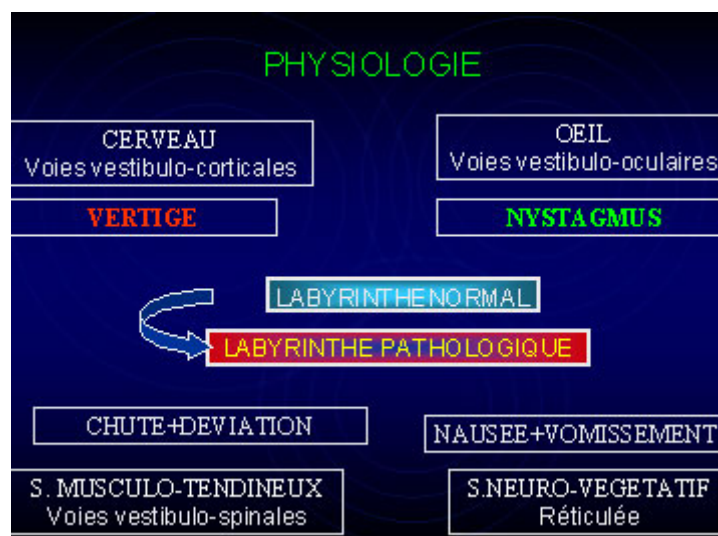 PHYSIOLOGIE
CERVEAU
Voies vestibulo-corticales
OEIL
Voies vestibulo-oculaires
VERTIGE
NYSTAGMUS
LABYRINTHE NORMAL
LABYRINTHE PATHOLOGIQUE
CHUTE+DEVIATION
NAUSEE+VOMISSEMENT
S. MUSCULO-TENDINEUX
Voies vestibulo-spinales
S.NEURO-VEGETATIF
Réticulée